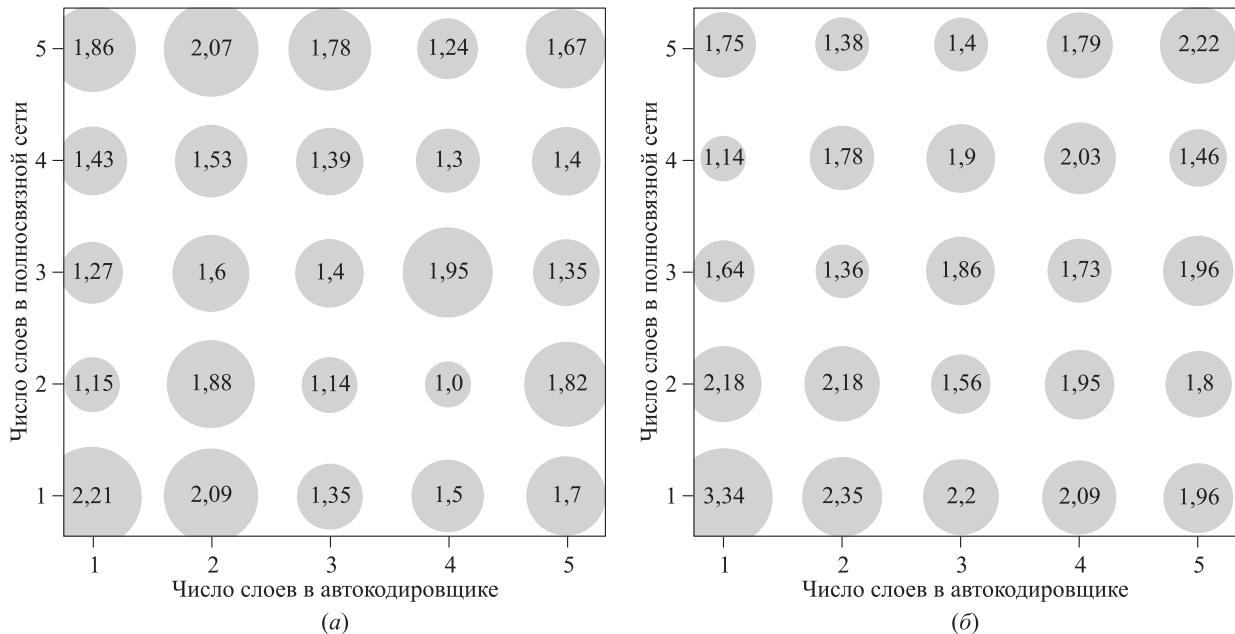 Число слоев в полносвязной сети
5 1,86 2,07 1,78 1,24 1,67
4 1,43 1,53 1,39 1,3 1,4
3 1,27 1,6 1,4 1,95 1,35
2 1,15 1,88 1,14 1,0 1,82
1 2,21 2,09 1,35 1,5 1,7
1 2 3 4 5
Число слоев в автокодировщике
(а)
Число слоев в полносвязной сети
5 1,75 1,38 1,4 1,79 2,22
4 1,14 1,78 1,9 2,03 1,46
3 1,64 1,36 1,86 1,73 1,96
2 2,18 2,18 1,56 1,95 1,8
1 3,34 2,35 2,2 2,09 1,96
1 2 3 4 5
Число слоев в автокодировщике
(б)